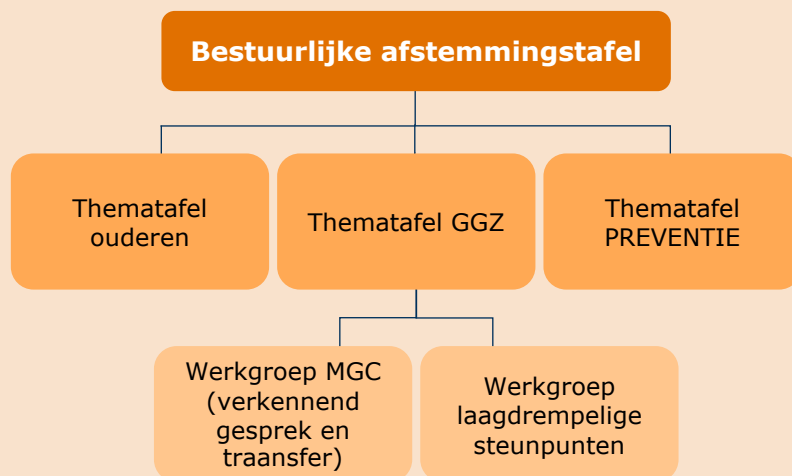 Bestuurlijke afstemmingstafel
Thematafel
ouderen
Thematafel GGZ
Thematafel
PREVENTIE
Werkgroep MGC
(verkennend
gesprek en
traansfer)
Werkgroep
laagdrempelige
steunpunten